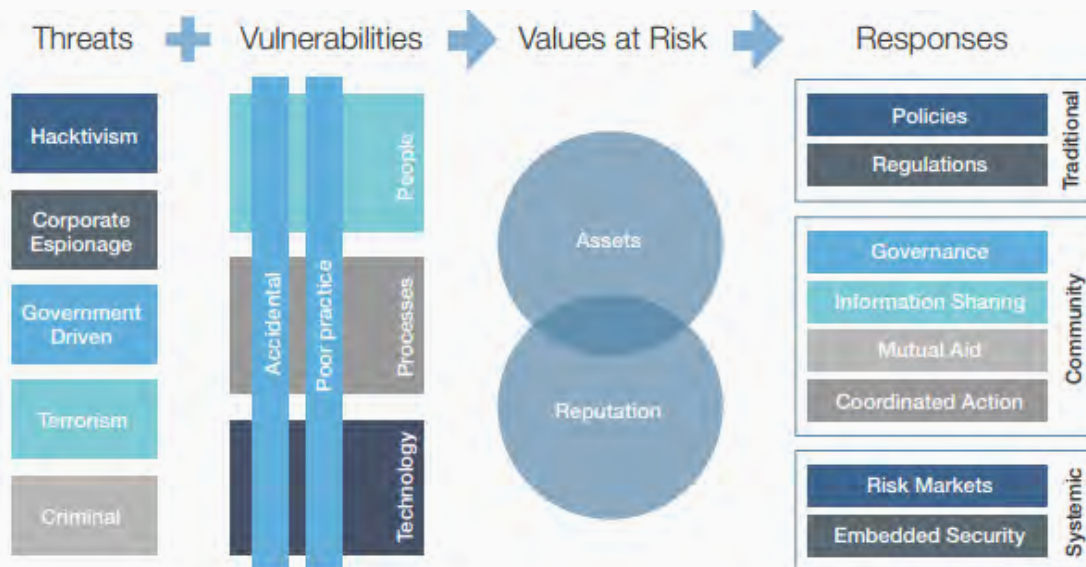 Threats
Vulnerabilities
Values at Risk
Responses
Hacktivism
Corporate
Espionage
Government
Driven
Terrorism
Criminal
People
Processes
Technology
Accidental
Poor practice
Assets
Reputation
Policies
Regulations
Traditional
Governance
Information Sharing
Mutual Aid
Coordinated Action
Community
Risk Markets
Embedded Security
Systemic